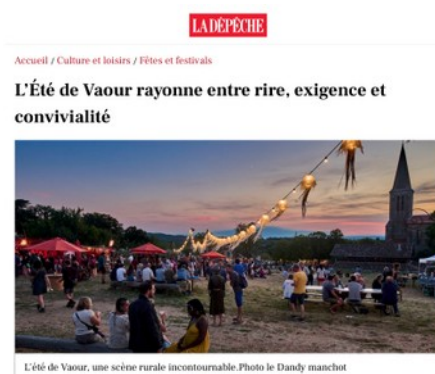 LA DÉPÊCHE
Accueil / Culture et loisirs / Fêtes et festivals
L'Été de Vaour rayonne entre rire, exigence et
convivialité
L'été de Vaour, une scène rurale incontournable.Photo le Dandy manchot